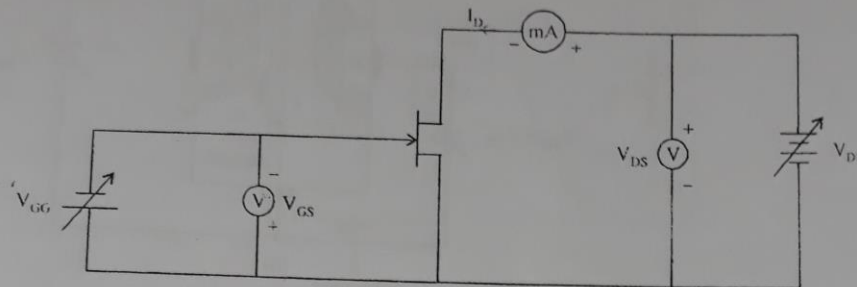 I_D
mA
− +
+
V_DS V V_D
−
−
V_GG V V_GS
+